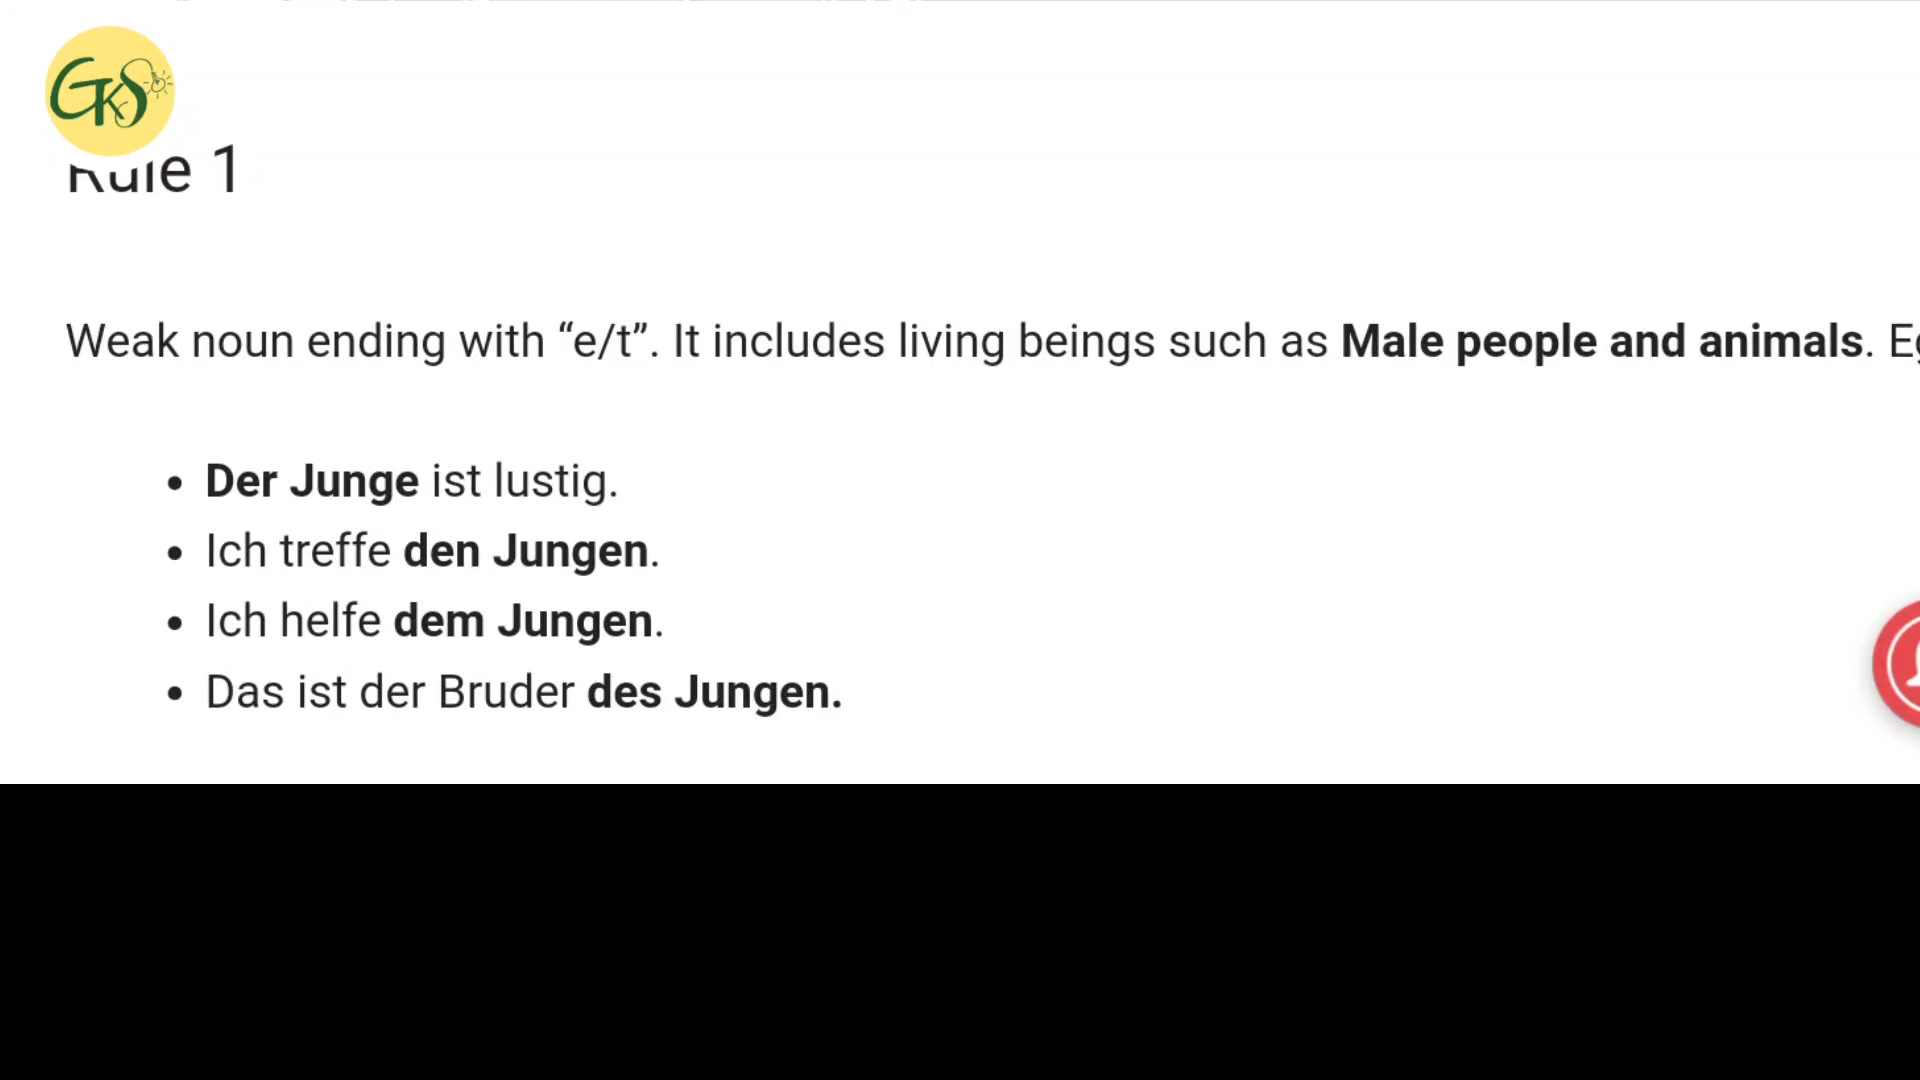 GKS
Rule 1
Weak noun ending with “e/t”. It includes living beings such as Male people and animals.
Der Junge ist lustig.
Ich treffe den Jungen.
Ich helfe dem Jungen.
Das ist der Bruder des Jungen.